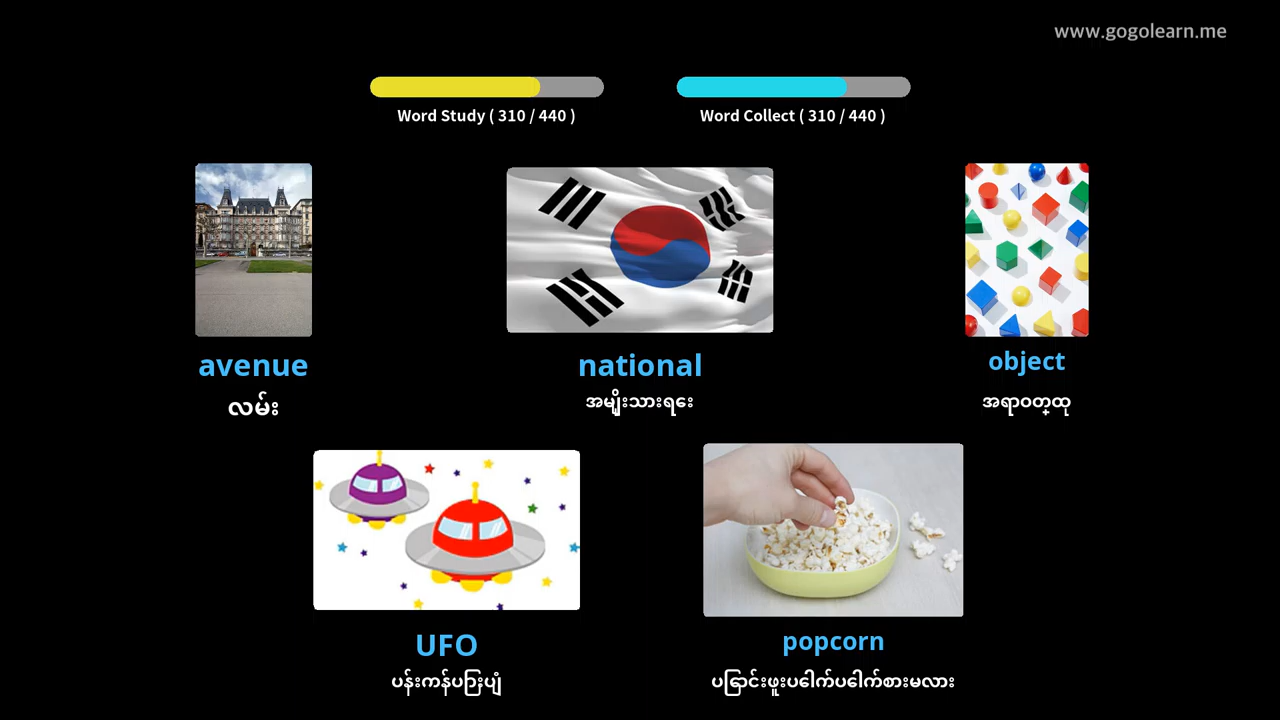 www.gogolearn.me
Word Study ( 310 / 440 )
Word Collect ( 310 / 440 )
avenue
လမ်း
national
အမျိုးသားရေး
object
အရာဝတ္ထု
UFO
ပန်းကန်ပြားပျံ
popcorn
ပြောင်းဖူးပေါက်ပေါက်စားမလား